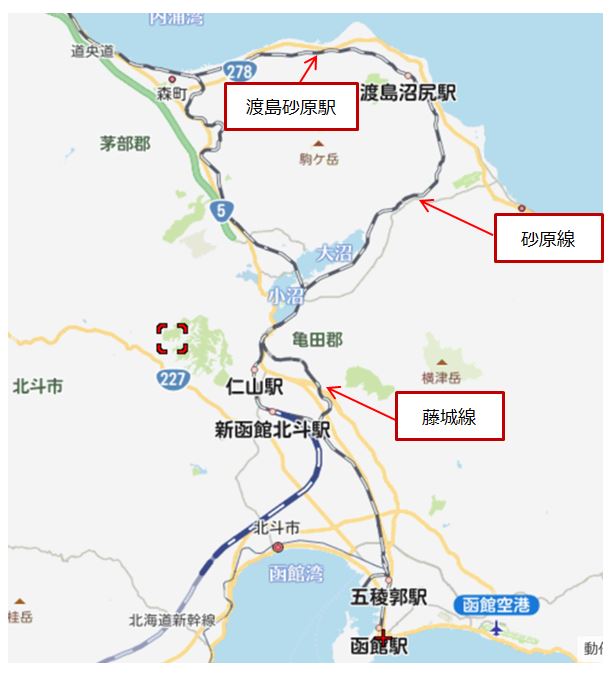 内浦湾
道央道
278
森町
渡島沼尻駅
渡島砂原駅
茅部郡
駒ケ岳
5
砂原線
大沼
小沼
亀田郡
227
横津岳
北斗市
仁山駅
藤城線
新函館北斗駅
北斗市
函館湾
五稜郭駅
函館空港
桂岳
北海道新幹線
函館駅
動作